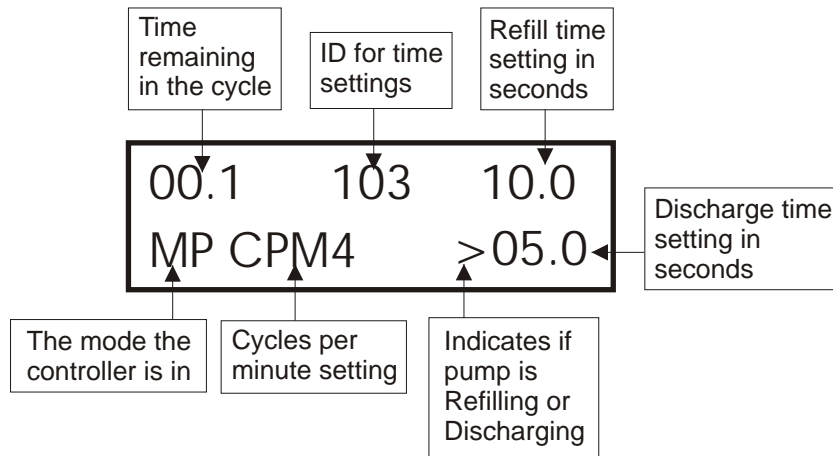 Time
remaining
in the cycle
ID for time
settings
Refill time
setting in
seconds
00.1 103 10.0
MP CPM4 >05.0
Discharge time
setting in
seconds
The mode the
controller is in
Cycles per
minute setting
Indicates if
pump is
Refilling or
Discharging